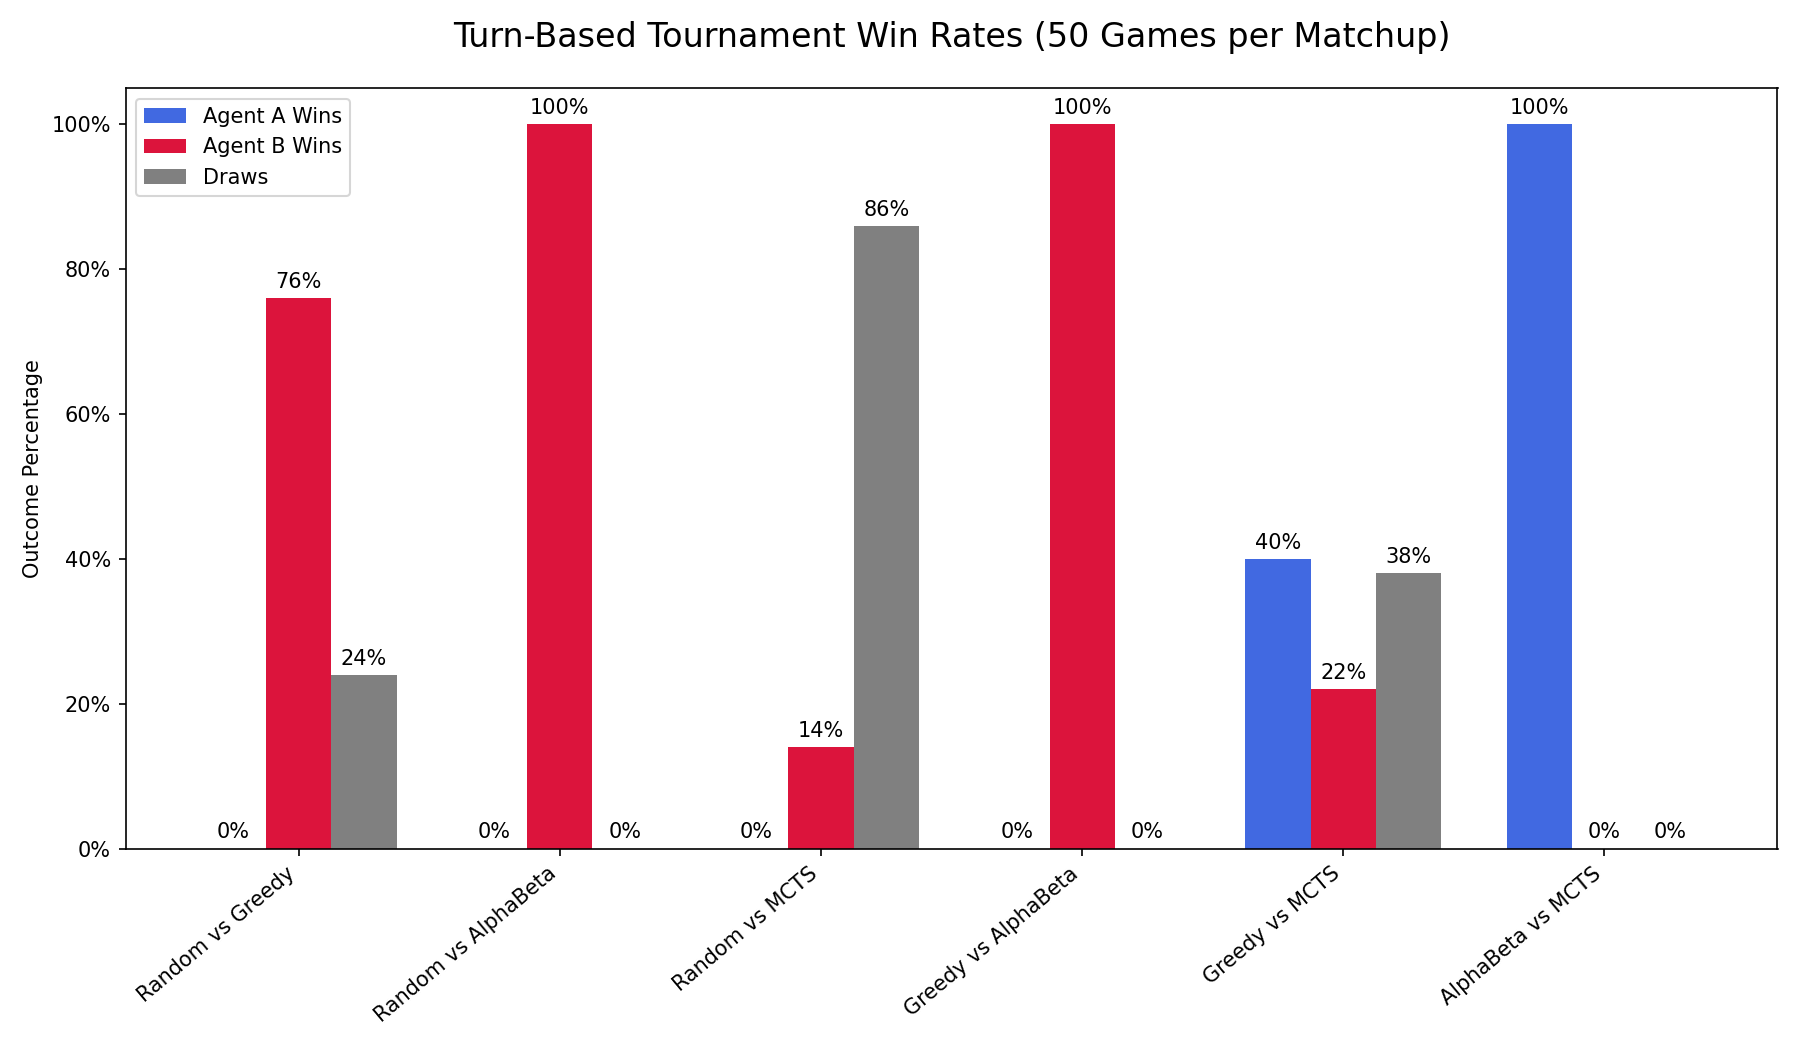 Turn-Based Tournament Win Rates (50 Games per Matchup)
Agent A Wins
Agent B Wins
Draws
Outcome Percentage
100%
80%
60%
40%
20%
0%
0%
76%
24%
0%
100%
0%
0%
14%
86%
0%
100%
0%
40%
22%
38%
100%
0%
0%
Random vs Greedy
Random vs AlphaBeta
Random vs MCTS
Greedy vs AlphaBeta
Greedy vs MCTS
AlphaBeta vs MCTS